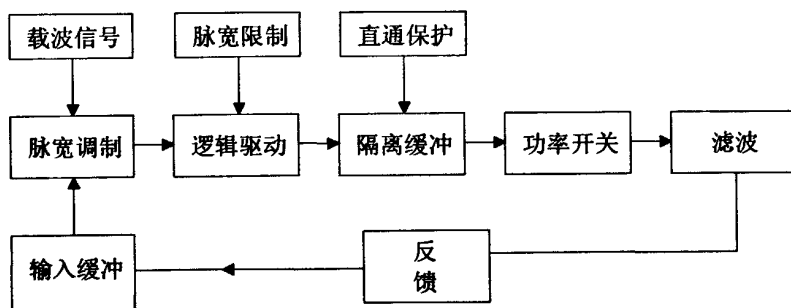 载波信号
脉宽限制
直通保护
脉宽调制
逻辑驱动
隔离缓冲
功率开关
滤波
输入缓冲
反
馈